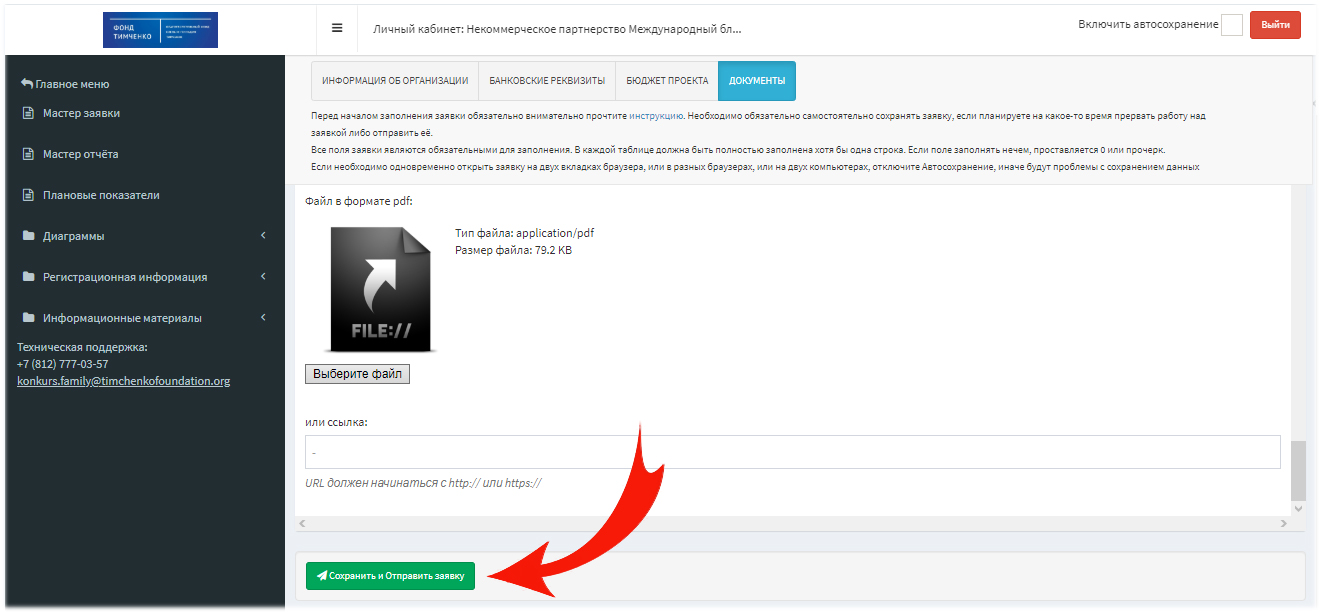 ФОНД
ТИМЧЕНКО
Личный кабинет: Некоммерческое партнерство Международный бл...
Включить автосохранение
Выйти
Главное меню
Мастер заявки
Мастер отчёта
Плановые показатели
Диаграммы
Регистрационная информация
Информационные материалы
Техническая поддержка:
+7 (812) 777-03-57
konkurs.family@timchenkofoundation.org
ИНФОРМАЦИЯ ОБ ОРГАНИЗАЦИИ
БАНКОВСКИЕ РЕКВИЗИТЫ
БЮДЖЕТ ПРОЕКТА
ДОКУМЕНТЫ
Перед началом заполнения заявки обязательно внимательно прочтите инструкцию. Необходимо обязательно самостоятельно сохранять заявку, если планируете на какое-то время прервать работу над
заявкой либо отправить её.
Все поля заявки являются обязательными для заполнения. В каждой таблице должна быть полностью заполнена хотя бы одна строка. Если поле заполнять нечем, проставляется 0 или прочерк.
Если необходимо одновременно открыть заявку на двух вкладках браузера, или в разных браузерах, или на двух компьютерах, отключите Автосохранение, иначе будут проблемы с сохранением данных
Файл в формате pdf:
Тип файла: application/pdf
Размер файла: 79.2 KB
FILE://
Выберите файл
или ссылка:
-
URL должен начинаться с http:// или https://
Сохранить и Отправить заявку